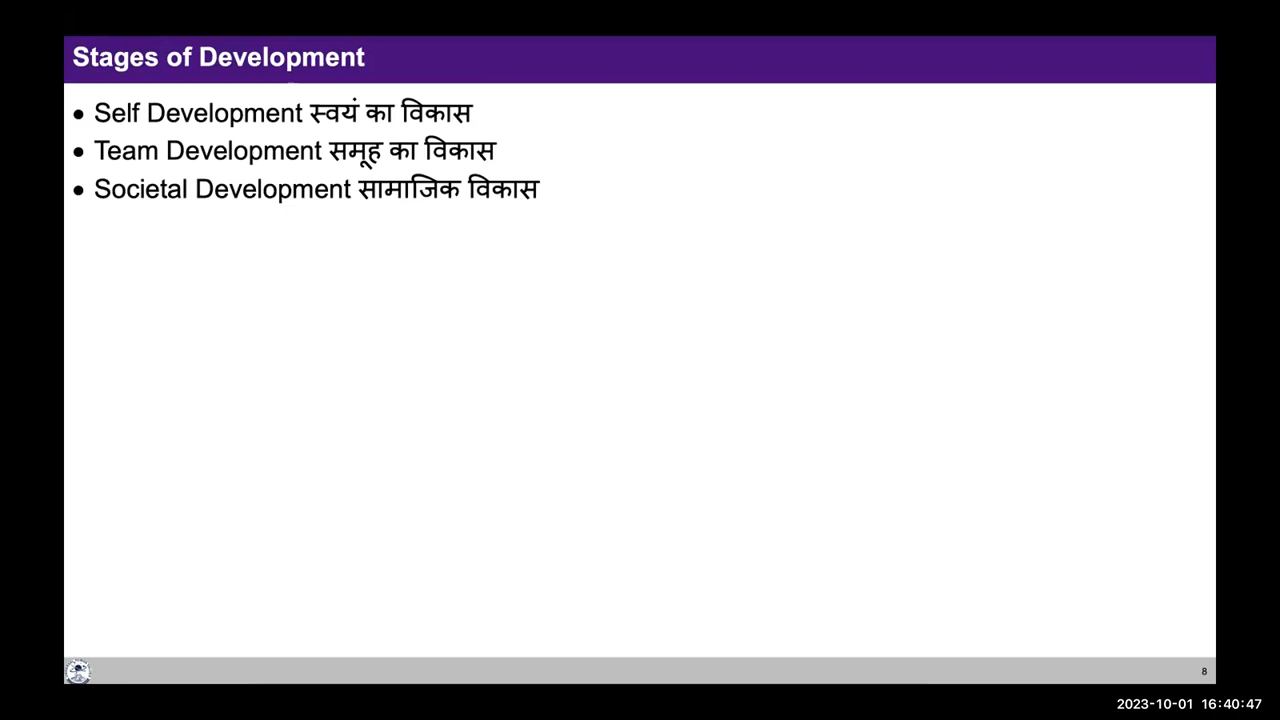 Stages of Development
● Self Development स्वयं का विकास
● Team Development समूह का विकास
● Societal Development सामाजिक विकास
8
2023-10-01 16:40:47